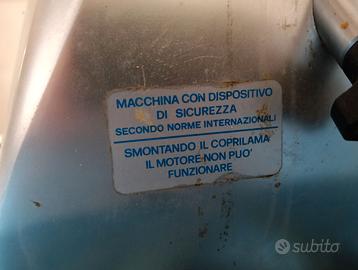 MACCHINA CON DISPOSITIVO
DI SICUREZZA
SECONDO NORME INTERNAZIONALI
SMONTANDO IL COPRILAMA
IL MOTORE NON PUO'
FUNZIONARE
subito